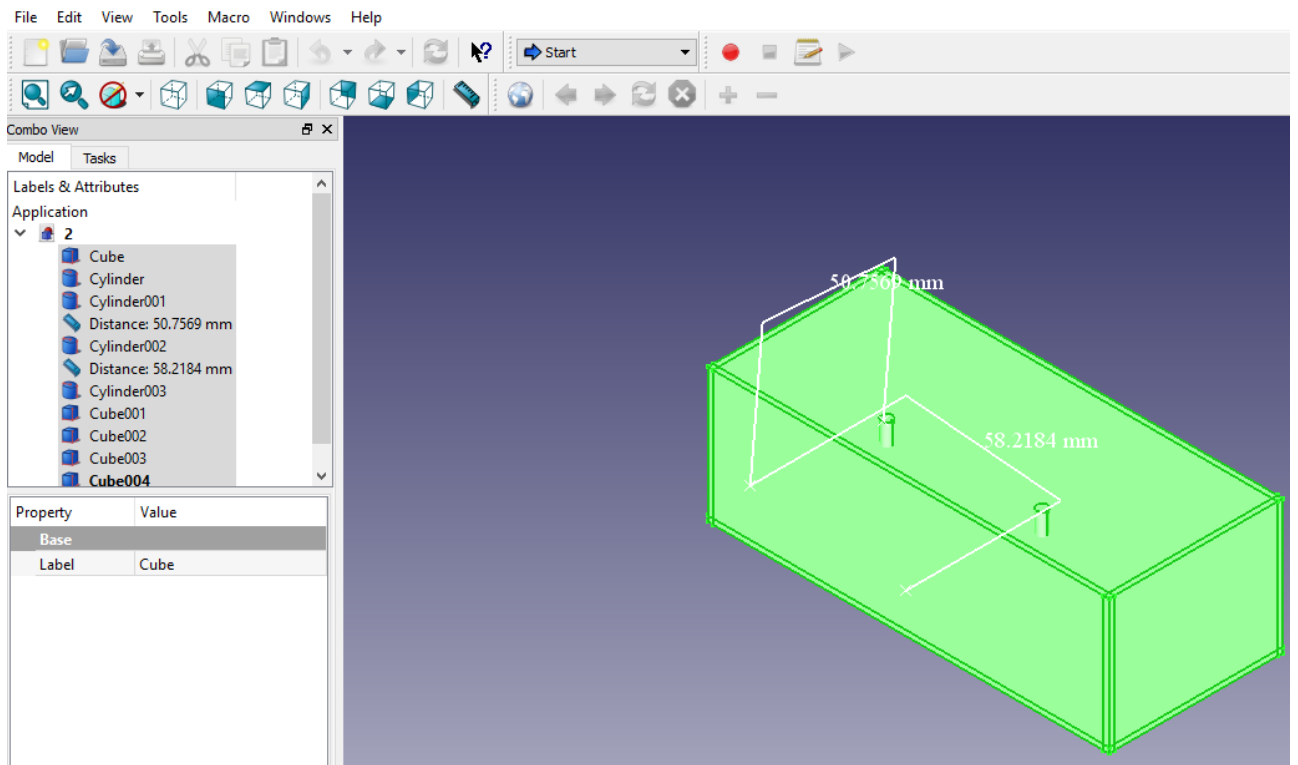 File Edit View Tools Macro Windows Help
Start
Combo View
Model Tasks
Labels & Attributes
Application
2
Cube
Cylinder
Cylinder001
Distance: 50.7569 mm
Cylinder002
Distance: 58.2184 mm
Cylinder003
Cube001
Cube002
Cube003
Cube004
Property Value
Base
Label Cube
50.7569 mm
58.2184 mm